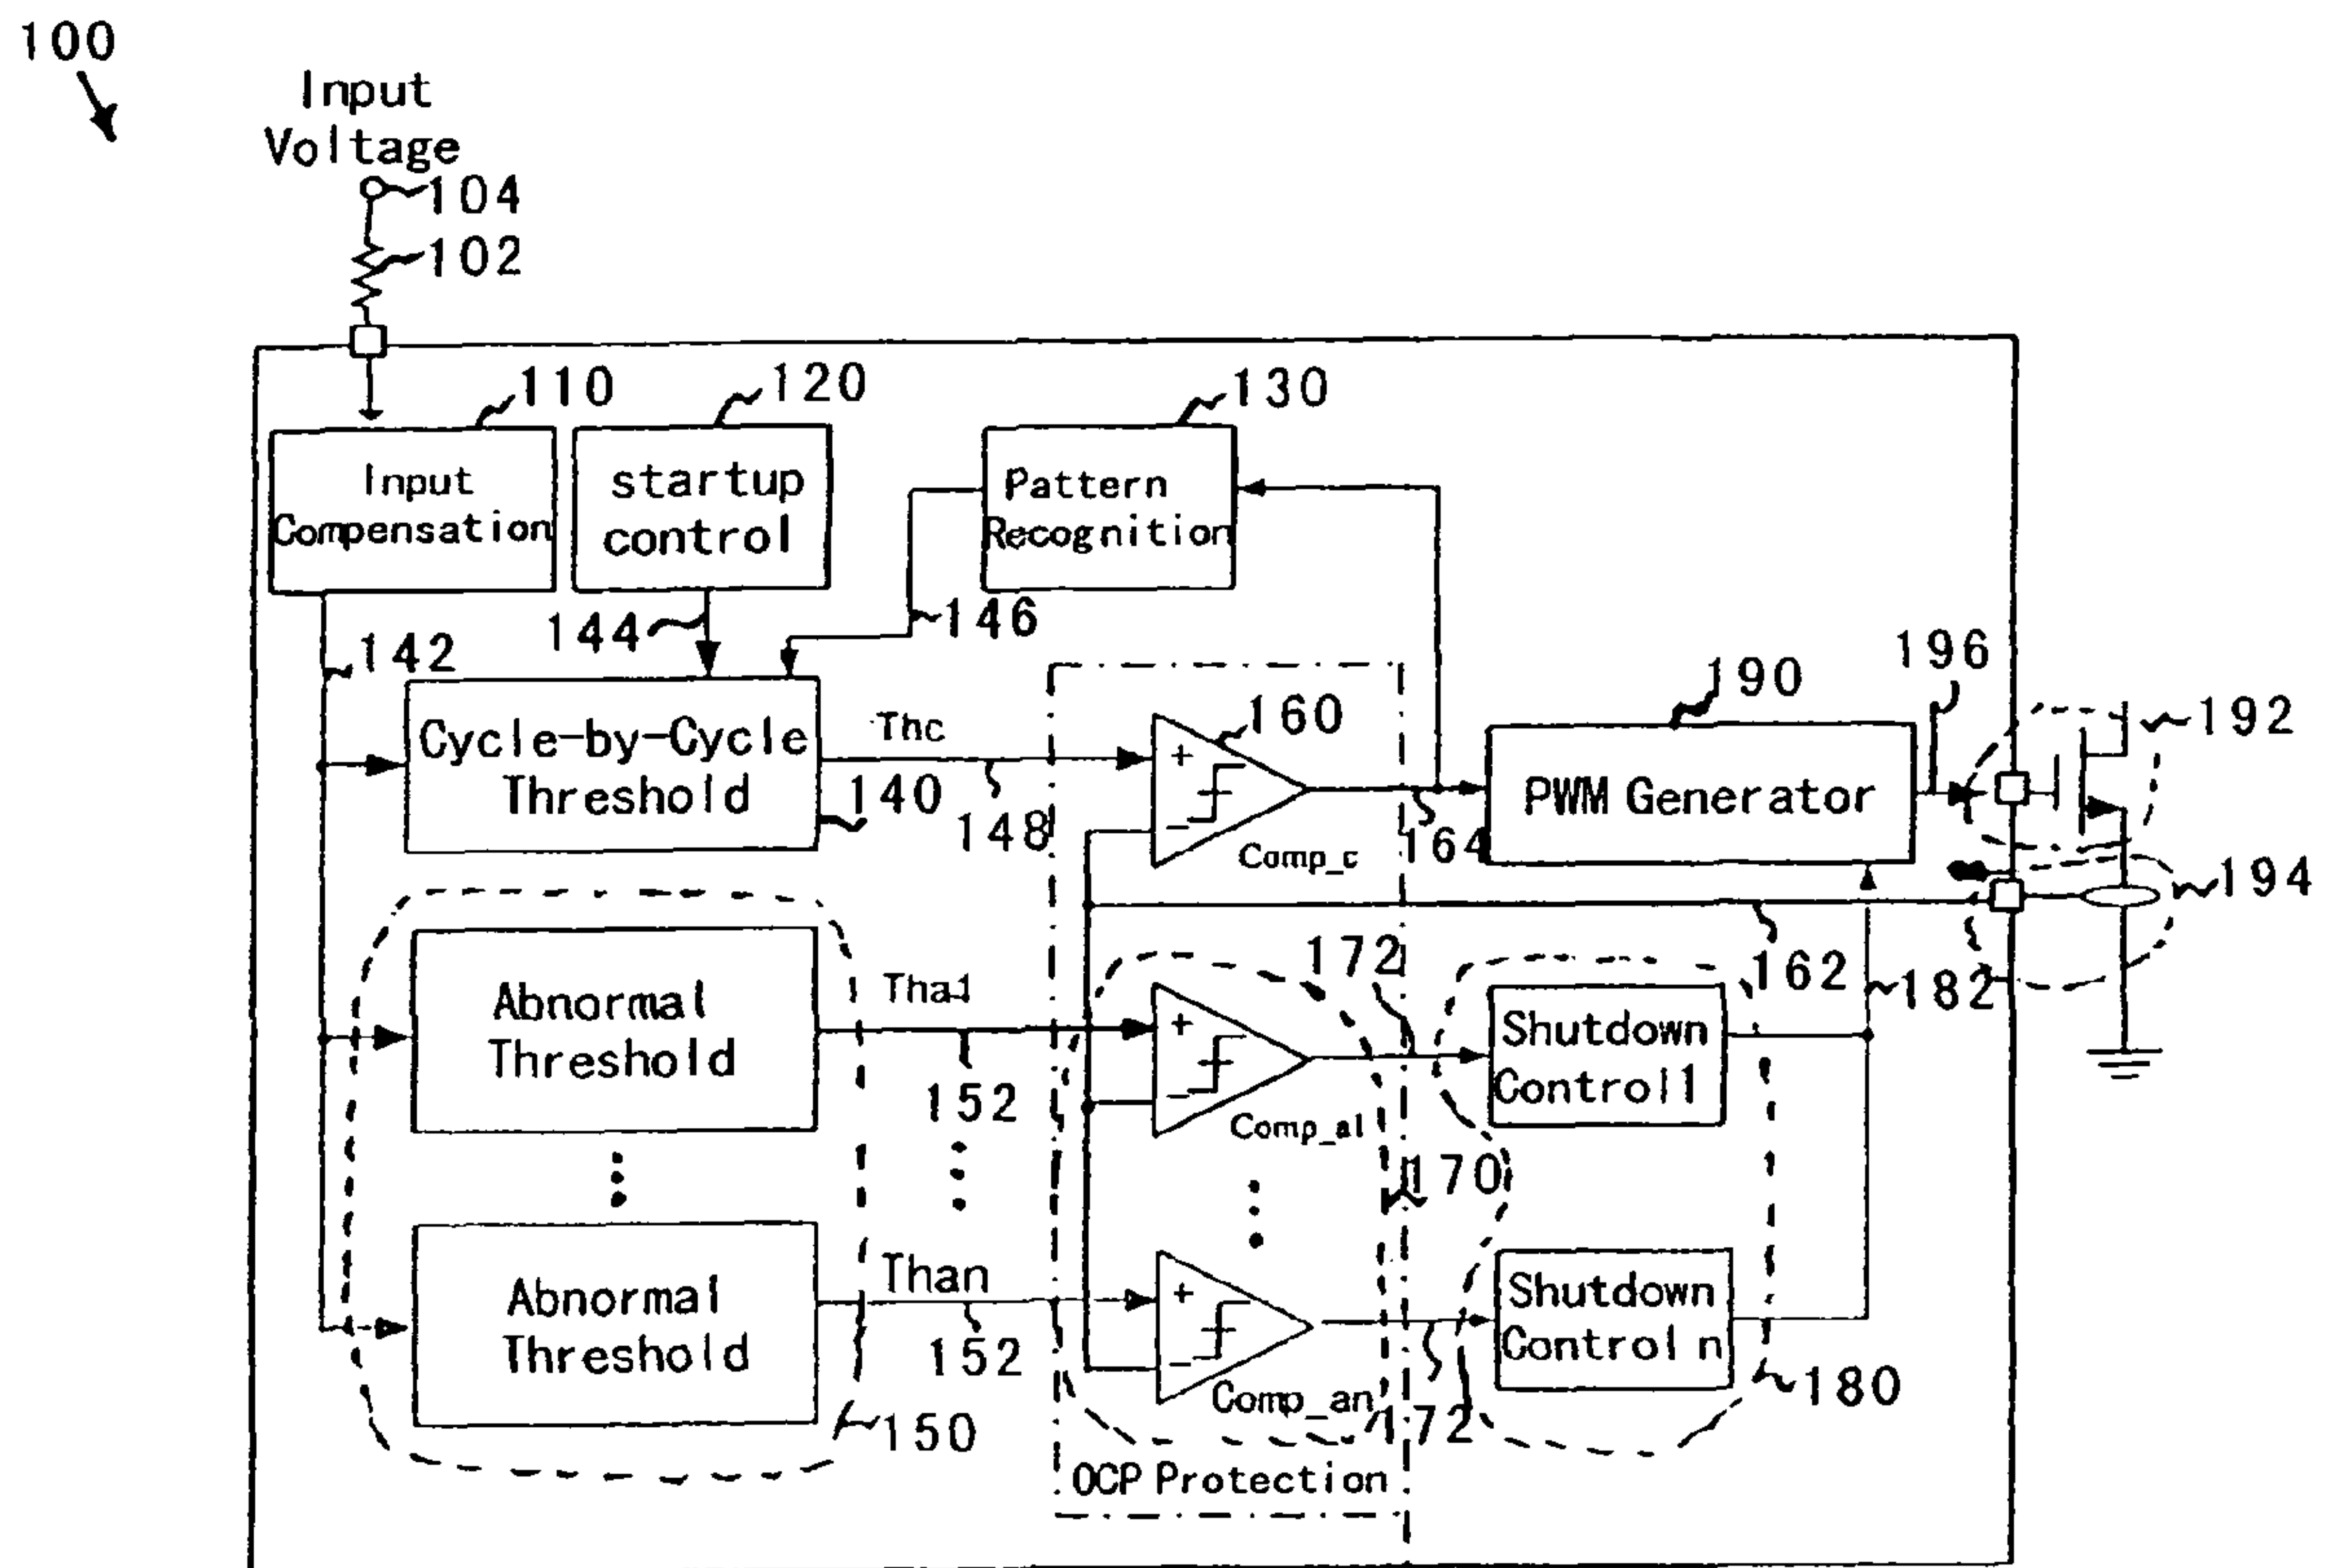 100
Input
Voltage
104
102
110
120
130
Input
Compensation
startup
control
Pattern
Recognition
144
146
142
196
190
192
Cycle-by-Cycle
Threshold
Thc
140
148
+
160
−
Comp_c
164
PWM Generator
194
172
162
182
Abnormal
Threshold
Tha1
152
+
−
Comp_a1
Shutdown
Control1
170
Abnormal
Threshold
Than
152
+
−
Comp_an
172
Shutdown
Control n
180
150
OCP Protection